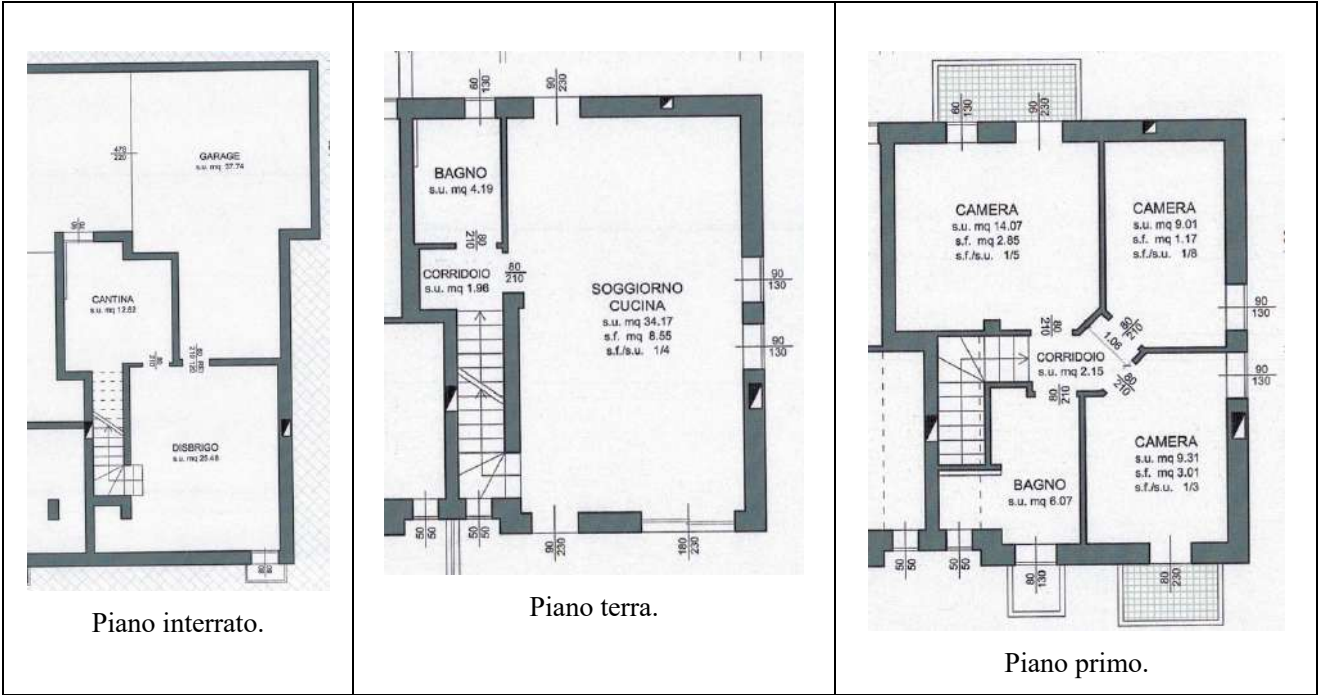 GARAGE
s.u. mq 37.74
470
220
CANTINA
s.u. mq 12.52
80
210
DISBRIGO
s.u. mq 25.48
80
80
Piano interrato.
60
130
90
230
BAGNO
s.u. mq 4.19
80
210
CORRIDOIO
s.u. mq 1.98
80
210
SOGGIORNO
CUCINA
s.u. mq 34.17
s.f. mq 8.55
s.f./s.u. 1/4
90
130
90
130
50
50
50
50
90
230
180
230
Piano terra.
60
130
90
230
CAMERA
s.u. mq 14.07
s.f. mq 2.85
s.f./s.u. 1/5
CAMERA
s.u. mq 9.01
s.f. mq 1.17
s.f./s.u. 1/8
90
130
80
210
80
210
1.06
CORRIDOIO
s.u. mq 2.15
80
210
80
210
90
130
CAMERA
s.u. mq 9.31
s.f. mq 3.01
s.f./s.u. 1/3
BAGNO
s.u. mq 6.07
50
50
50
50
80
130
80
230
Piano primo.